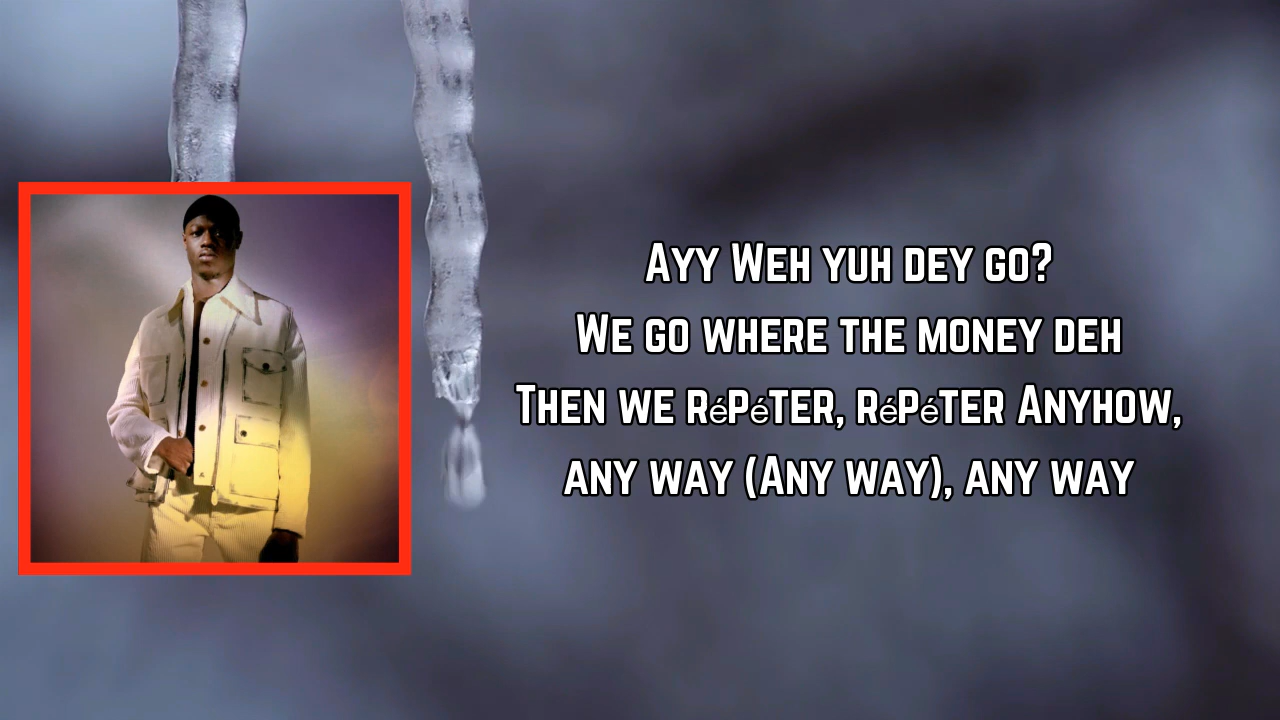 Ayy Weh yuh dey go?
We go where the money deh
Then we répéter, répéter Anyhow,
any way (Any way), any way